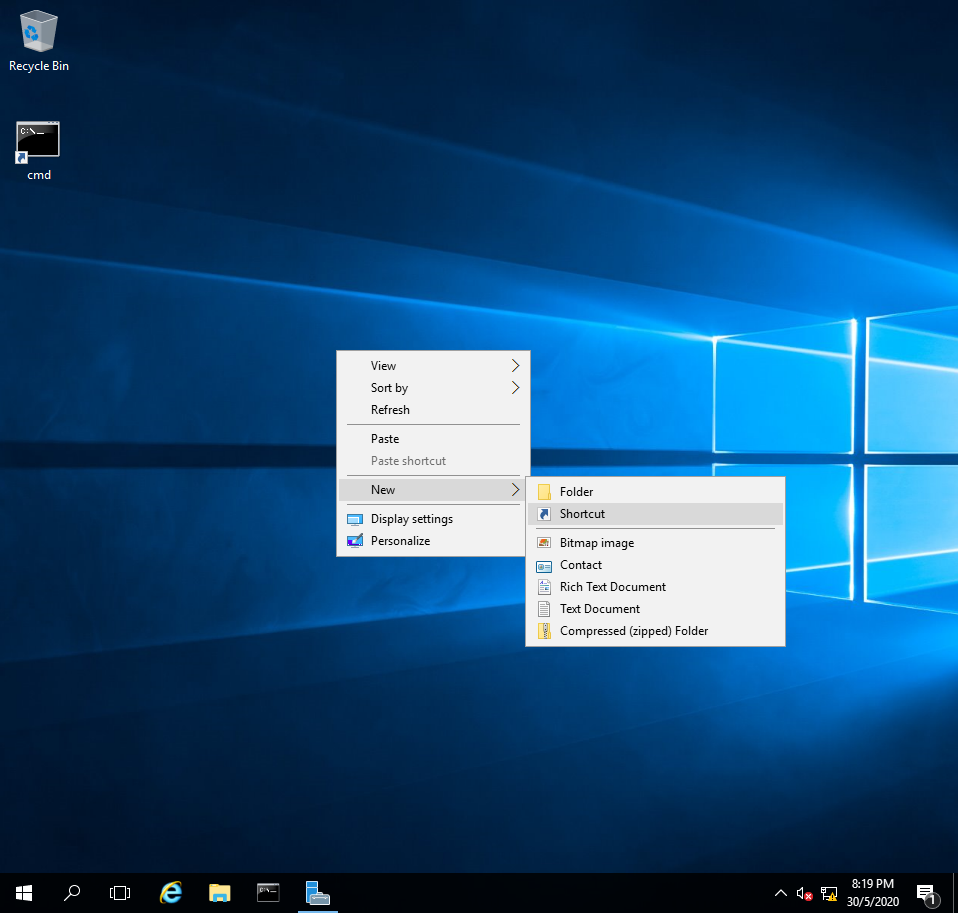 Recycle Bin
C:\._
cmd
View
Sort by
Refresh
Paste
Paste shortcut
New
Display settings
Personalize
Folder
Shortcut
Bitmap image
Contact
Rich Text Document
Text Document
Compressed (zipped) Folder
8:19 PM
30/5/2020
1